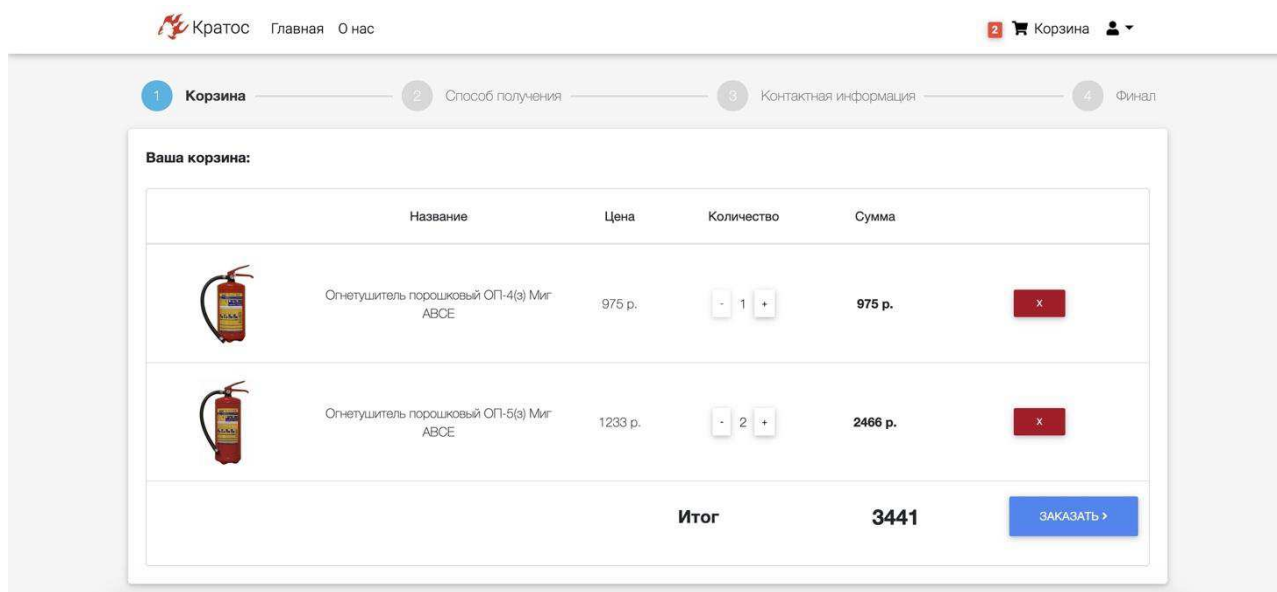 Кратос Главная О нас 2 Корзина
1 Корзина 2 Способ получения 3 Контактная информация 4 Финал
Ваша корзина:
Название Цена Количество Сумма
Огнетушитель порошковый ОП-4(з) Миг
АВСЕ
975 р. - 1 + 975 р. X
Огнетушитель порошковый ОП-5(з) Миг
АВСЕ
1233 р. - 2 + 2466 р. X
Итог 3441 ЗАКАЗАТЬ >